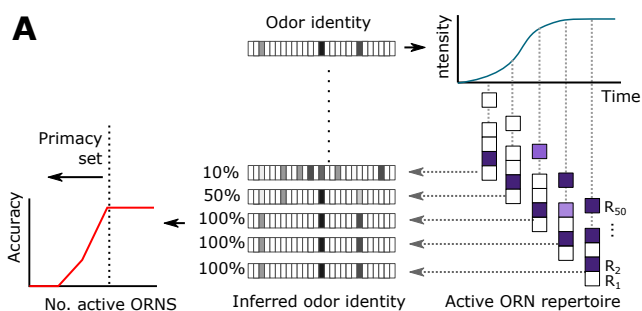 A
Odor identity
ntensity
Time
Primacy
set
Accuracy
No. active ORNS
10%
50%
100%
100%
100%
Inferred odor identity
R50
⋮
R2
R1
Active ORN repertoire